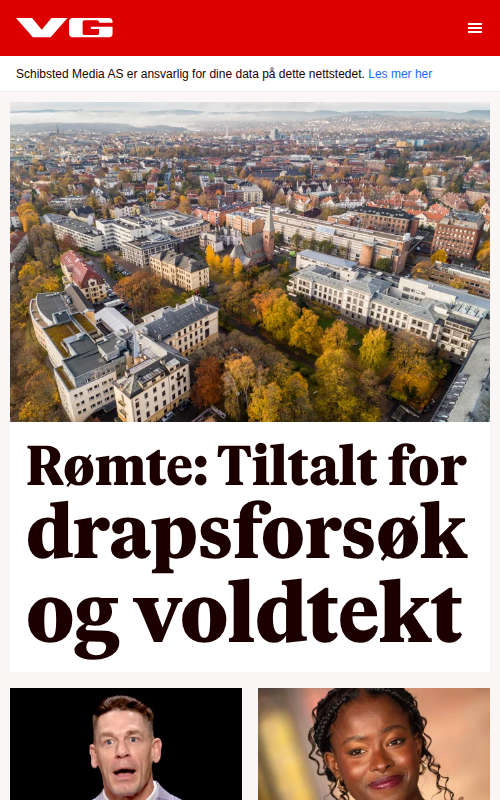 VG
Schibsted Media AS er ansvarlig for dine data på dette nettstedet. Les mer her
Rømte: Tiltalt for
drapsforsøk
og voldtekt